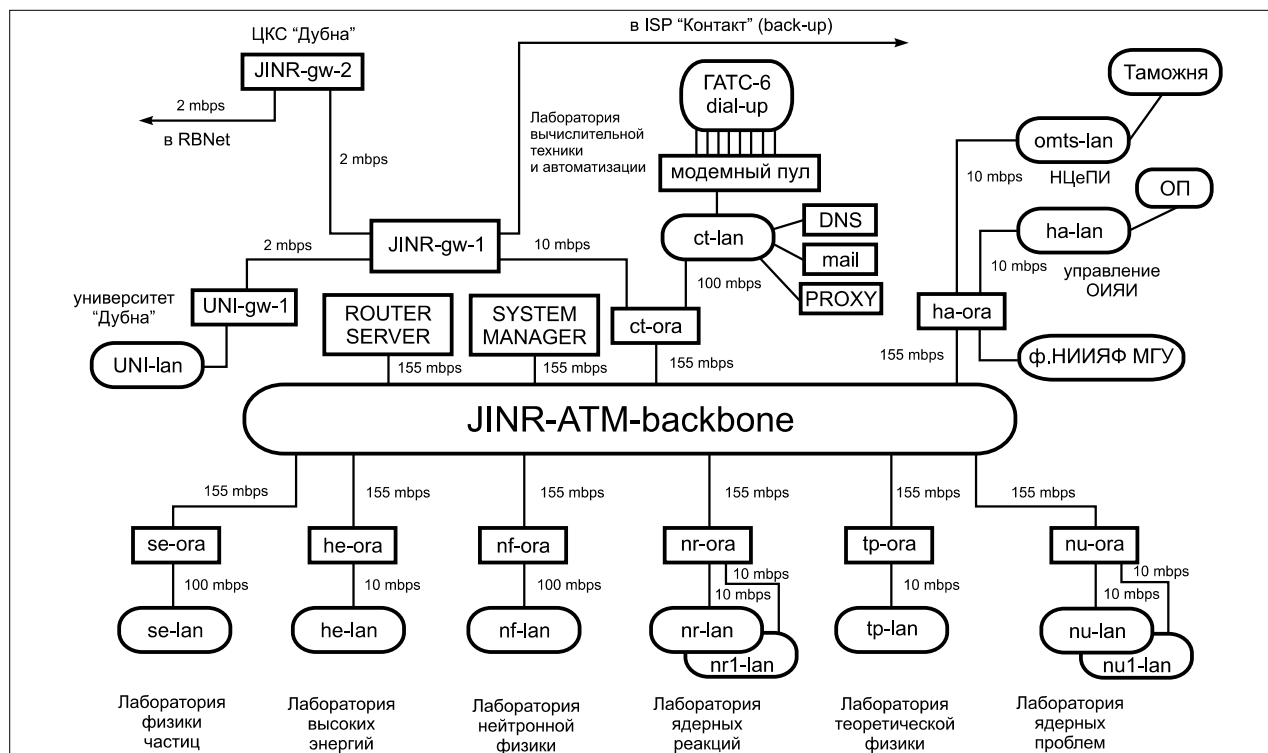 ЦКС “Дубна”
JINR-gw-2
2 mbps
в RBNet
2 mbps
в ISP “Контакт” (back-up)
Лаборатория
вычислительной
техники
и автоматизации
ГАТС-6
dial-up
модемный пул
ct-lan
DNS
mail
PROXY
100 mbps
Таможня
omts-lan
НЦеПИ
10 mbps
ОП
ha-lan
10 mbps
управление
ОИЯИ
ha-ora
ф.НИИЯФ МГУ
155 mbps
JINR-gw-1
2 mbps
10 mbps
университет
“Дубна”
UNI-gw-1
UNI-lan
ROUTER
SERVER
SYSTEM
MANAGER
ct-ora
155 mbps
155 mbps
155 mbps
JINR-ATM-backbone
155 mbps
155 mbps
155 mbps
155 mbps
155 mbps
155 mbps
se-ora
he-ora
nf-ora
nr-ora
tp-ora
nu-ora
100 mbps
10 mbps
100 mbps
10 mbps
10 mbps
10 mbps
10 mbps
10 mbps
se-lan
he-lan
nf-lan
nr-lan
nr1-lan
tp-lan
nu-lan
nu1-lan
Лаборатория
физики
частиц
Лаборатория
высоких
энергий
Лаборатория
нейтронной
физики
Лаборатория
ядерных
реакций
Лаборатория
теоретической
физики
Лаборатория
ядерных
проблем